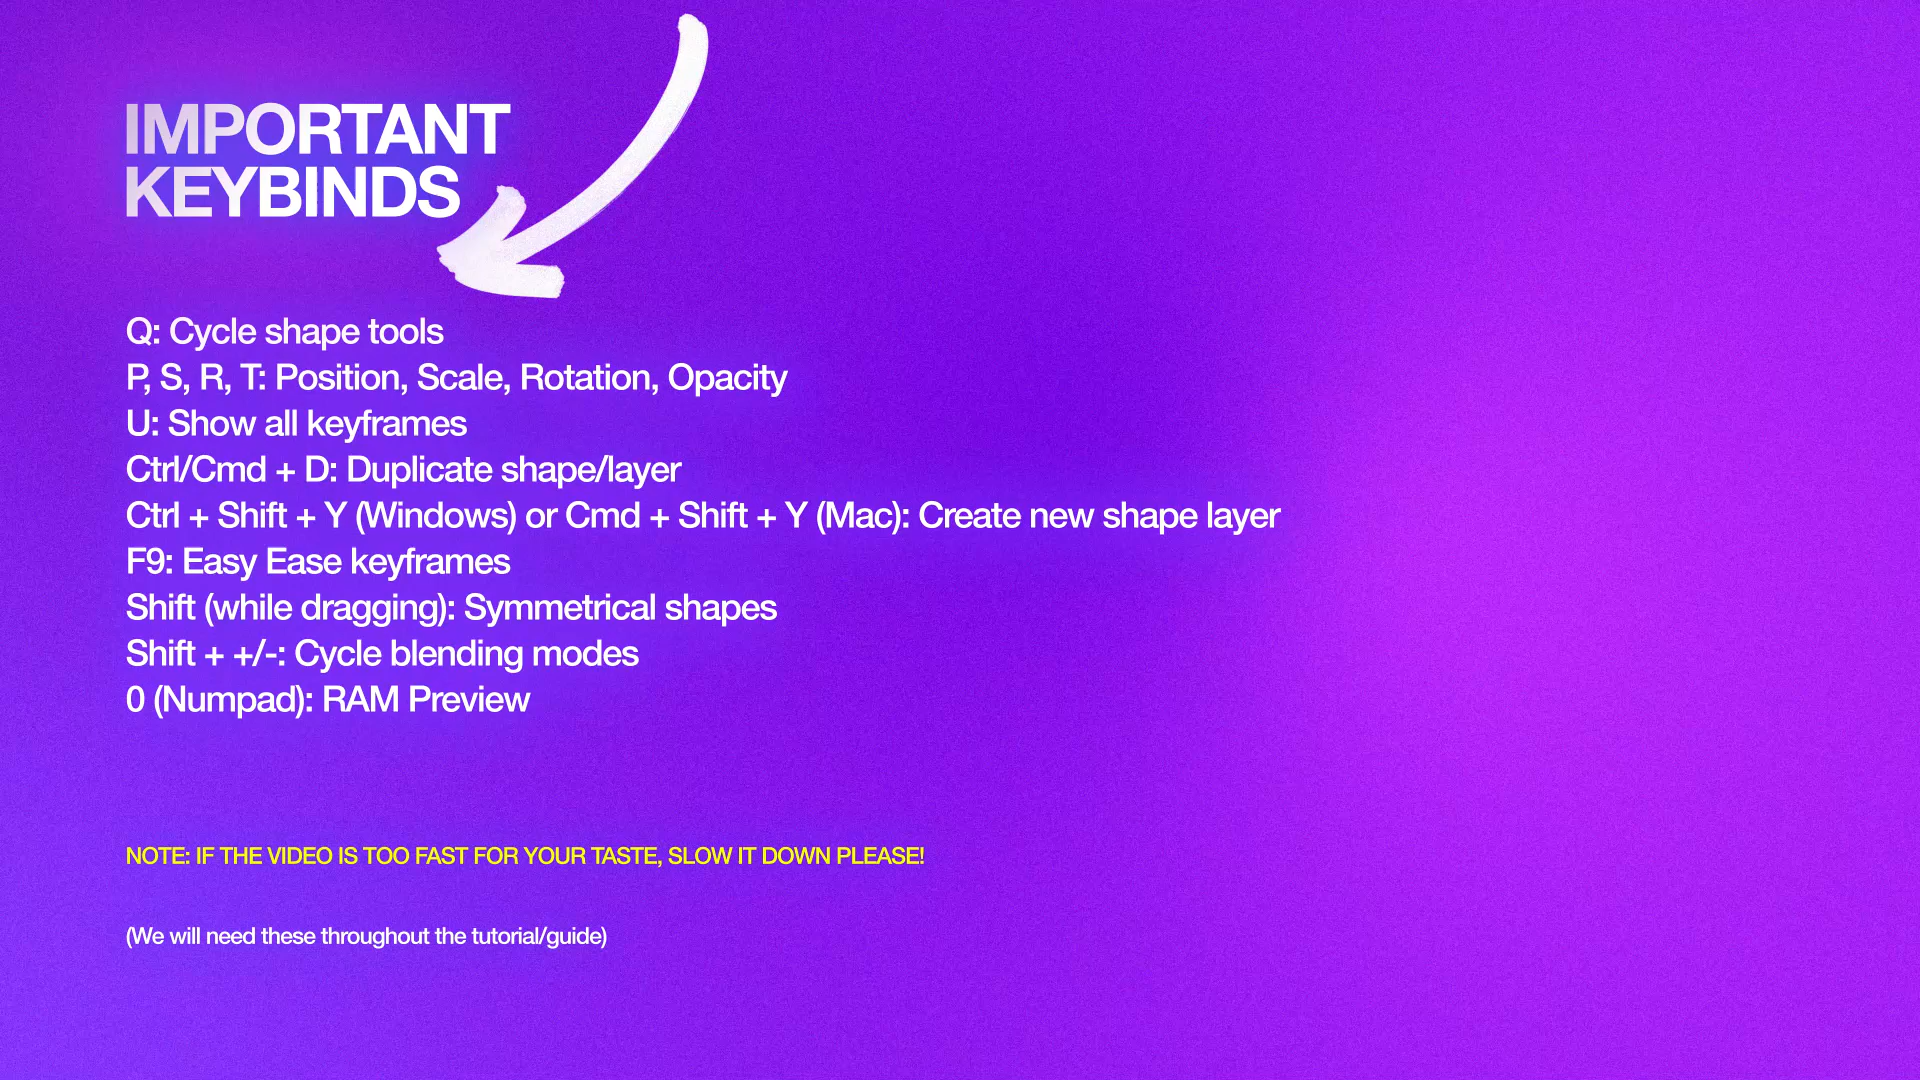 IMPORTANT
KEYBINDS
Q: Cycle shape tools
P, S, R, T: Position, Scale, Rotation, Opacity
U: Show all keyframes
Ctrl/Cmd + D: Duplicate shape/layer
Ctrl + Shift + Y (Windows) or Cmd + Shift + Y (Mac): Create new shape layer
F9: Easy Ease keyframes
Shift (while dragging): Symmetrical shapes
Shift + +/-: Cycle blending modes
0 (Numpad): RAM Preview
NOTE: IF THE VIDEO IS TOO FAST FOR YOUR TASTE, SLOW IT DOWN PLEASE!
(We will need these throughout the tutorial/guide)